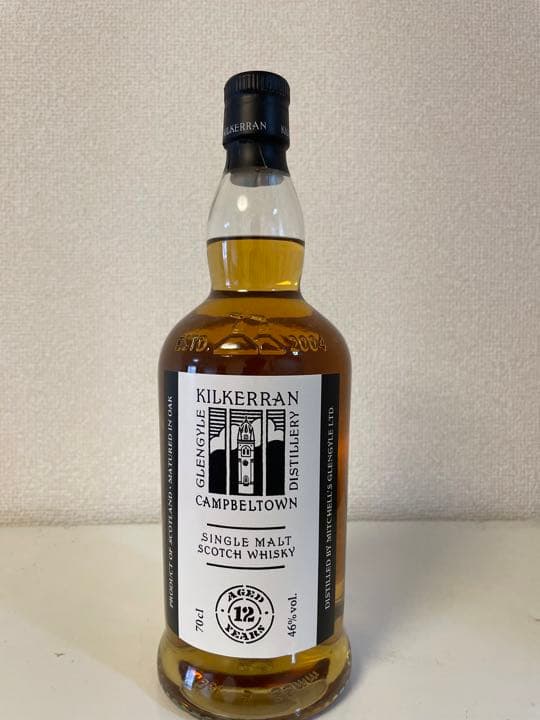 KILKERRAN
ESTD. 2004
KILKERRAN
GLENGYLE
DISTILLERY
CAMPBELTOWN
SINGLE MALT
SCOTCH WHISKY
AGED
12
YEARS
70cl
46% vol.
PRODUCT OF SCOTLAND · MATURED IN OAK
DISTILLED BY MITCHELL'S GLENGYLE LTD